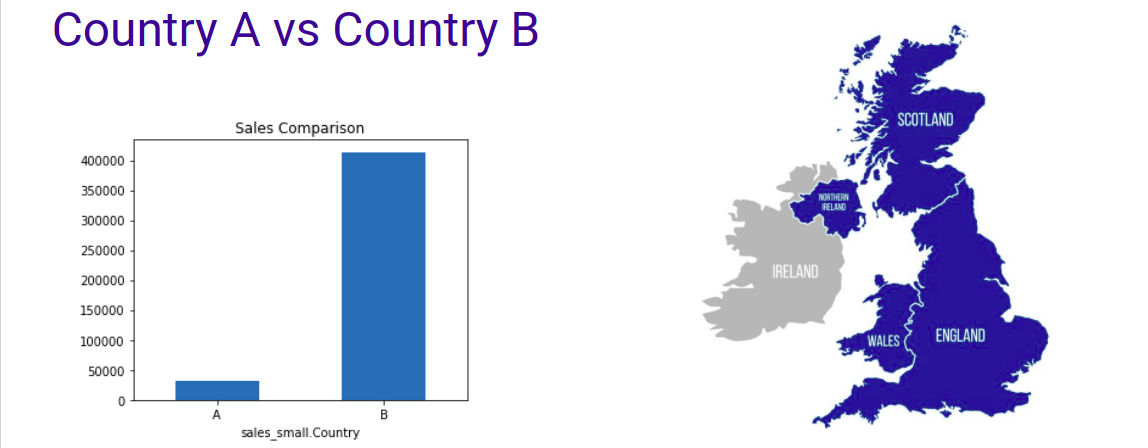 Country A vs Country B
Sales Comparison
400000
350000
300000
250000
200000
150000
100000
50000
0
A B
sales_small.Country
SCOTLAND
NORTHERN
IRELAND
IRELAND
WALES
ENGLAND